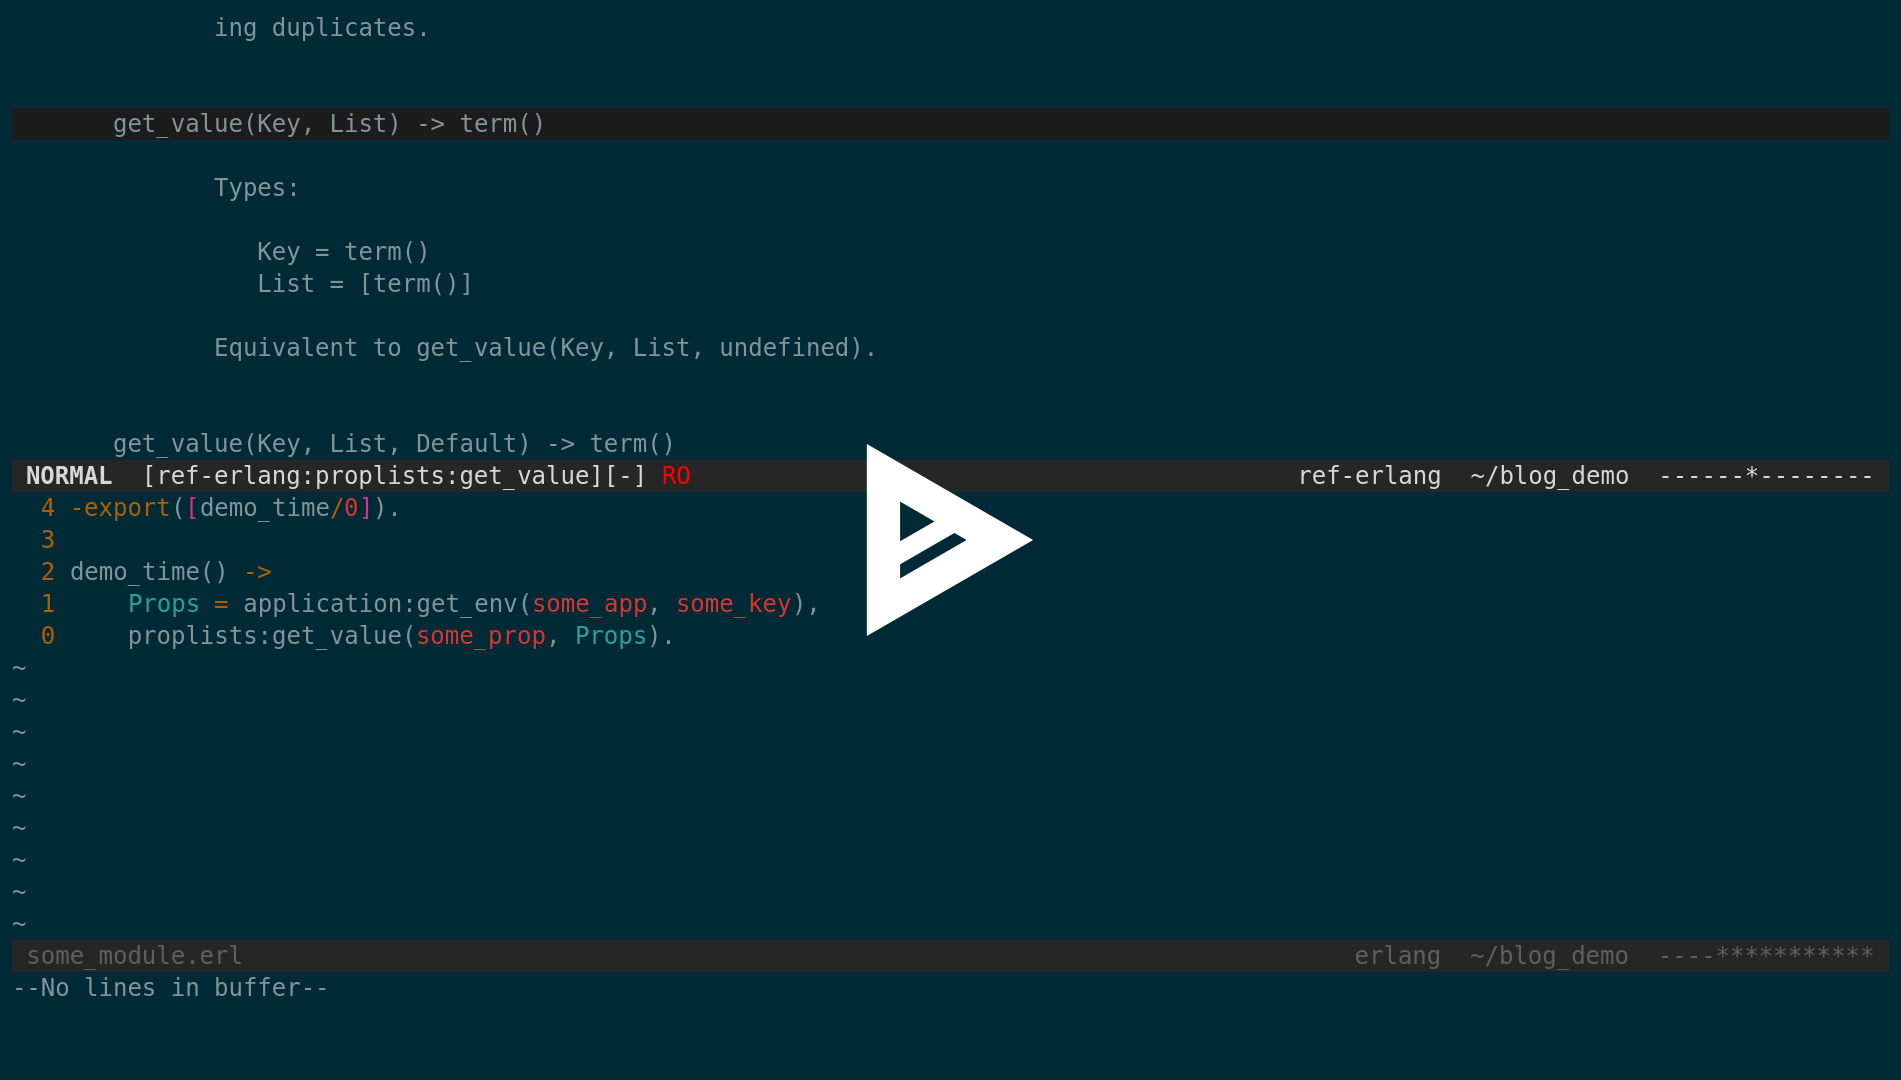 ing duplicates.
get_value(Key, List) -> term()
Types:
Key = term()
List = [term()]
Equivalent to get_value(Key, List, undefined).
get_value(Key, List, Default) -> term()
NORMAL  [ref-erlang:proplists:get_value][-] RO ref-erlang  ~/blog_demo  ------*--------
4 -export([demo_time/0]).
3
2 demo_time() ->
1     Props = application:get_env(some_app, some_key),
0     proplists:get_value(some_prop, Props).
~
~
~
~
~
~
~
~
~
some_module.erl erlang  ~/blog_demo  ----***********
--No lines in buffer--